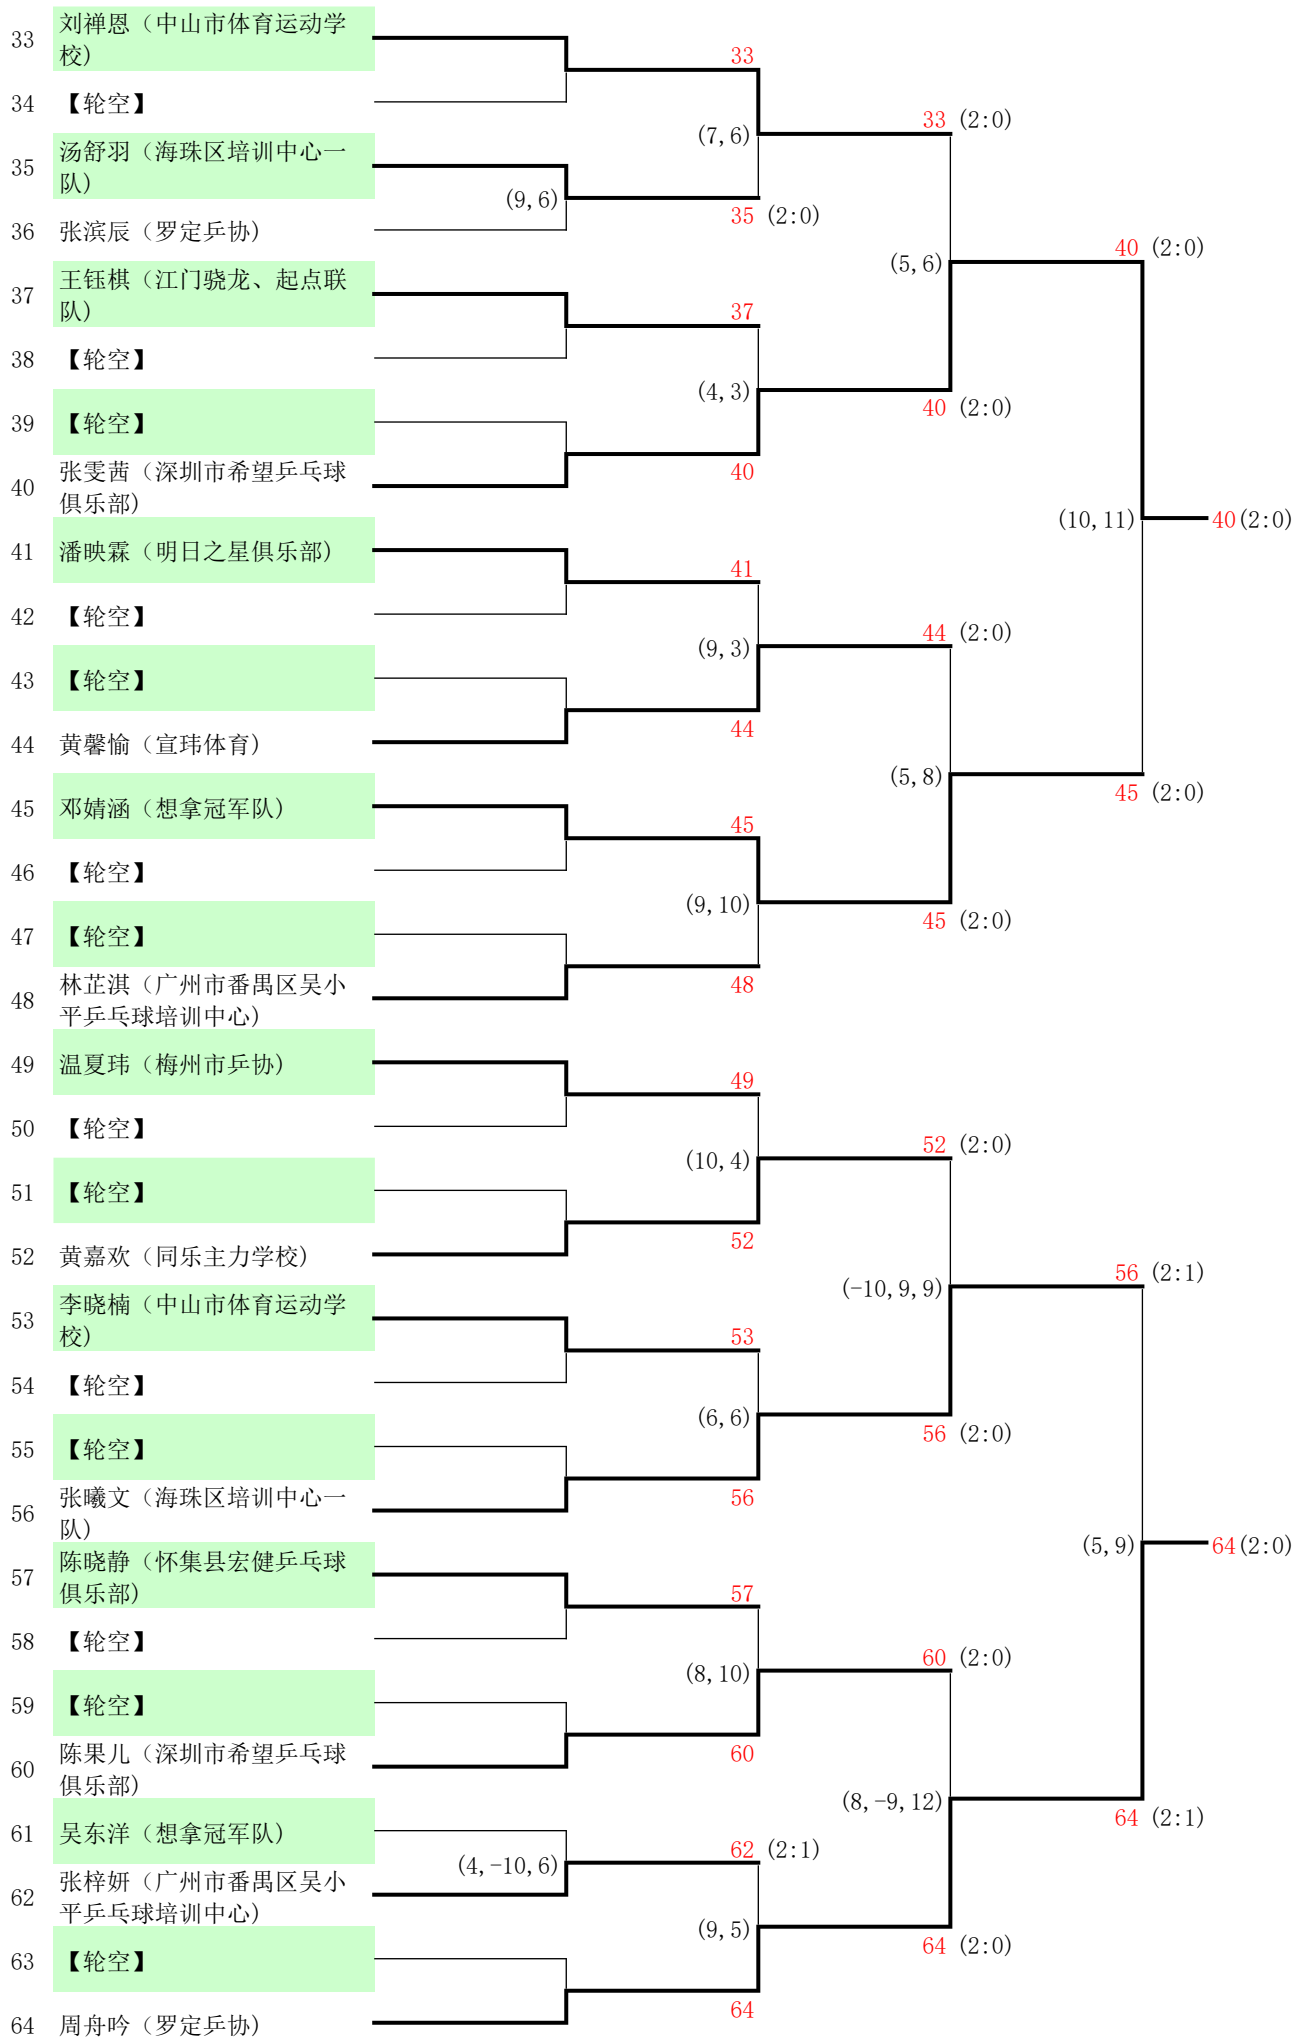 33 刘禅恩（中山市体育运动学
校）
33
34 【轮空】
33 (2:0)
(7,6)
35 汤舒羽（海珠区培训中心一
队）
(9,6)
35 (2:0)
36 张滨辰（罗定乒协）
40 (2:0)
(5,6)
37 王钰棋（江门骁龙、起点联
队）
37
38 【轮空】
(4,3)
40 (2:0)
39 【轮空】
40 张雯茜（深圳市希望乒乓球
俱乐部）
40
(10,11)
40(2:0)
41 潘映霖（明日之星俱乐部）
41
42 【轮空】
44 (2:0)
(9,3)
43 【轮空】
44
44 黄馨愉（宣玮体育）
(5,8)
45 (2:0)
45 邓婧涵（想拿冠军队）
45
46 【轮空】
(9,10)
45 (2:0)
47 【轮空】
48 林芷淇（广州市番禺区吴小
平乒乓球培训中心）
48
49 温夏玮（梅州市乒协）
49
50 【轮空】
52 (2:0)
(10,4)
51 【轮空】
52
52 黄嘉欢（同乐主力学校）
56 (2:1)
(-10,9,9)
53 李晓楠（中山市体育运动学
校）
53
54 【轮空】
(6,6)
56 (2:0)
55 【轮空】
56 张曦文（海珠区培训中心一
队）
56
(5,9)
64(2:0)
57 陈晓静（怀集县宏健乒乓球
俱乐部）
57
58 【轮空】
60 (2:0)
(8,10)
59 【轮空】
60 陈果儿（深圳市希望乒乓球
俱乐部）
60
(8,-9,12)
64 (2:1)
61 吴东洋（想拿冠军队）
62 (2:1)
(4,-10,6)
62 张梓妍（广州市番禺区吴小
平乒乓球培训中心）
(9,5)
64 (2:0)
63 【轮空】
64
64 周舟吟（罗定乒协）